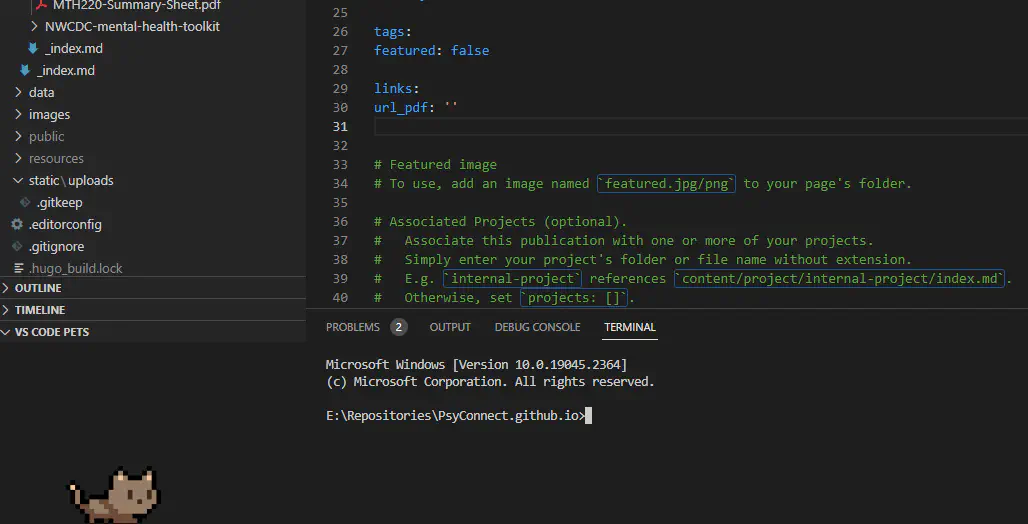 MTH220-Summary-Sheet.pdf
NWCDC-mental-health-toolkit
_index.md
_index.md
data
images
public
resources
static\uploads
.gitkeep
.editorconfig
.gitignore
.hugo_build.lock
OUTLINE
TIMELINE
VS CODE PETS
25
26 tags:
27 featured: false
28
29 links:
30 url_pdf: ''
31
32
33 # Featured image
34 # To use, add an image named `featured.jpg/png` to your page's folder.
35
36 # Associated Projects (optional).
37 #   Associate this publication with one or more of your projects.
38 #   Simply enter your project's folder or file name without extension.
39 #   E.g. `internal-project` references `content/project/internal-project/index.md`.
40 #   Otherwise, set `projects: []`.
PROBLEMS 2 OUTPUT DEBUG CONSOLE TERMINAL
Microsoft Windows [Version 10.0.19045.2364]
(c) Microsoft Corporation. All rights reserved.
E:\Repositories\PsyConnect.github.io>